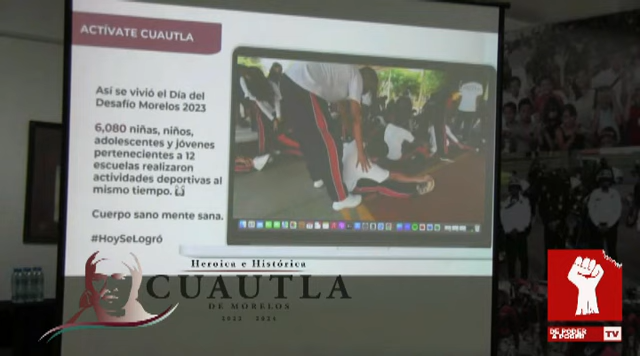 ACTÍVATE CUAUTLA
Así se vivió el Día del
Desafío Morelos 2023
6,080 niñas, niños,
adolescentes y jóvenes
pertenecientes a 12
escuelas realizaron
actividades deportivas al
mismo tiempo.
Cuerpo sano mente sana.
#HoySeLogró
Heroica e Histórica
CUAUTLA
DE MORELOS
2022 2024
DE PODER
A PODER
TV